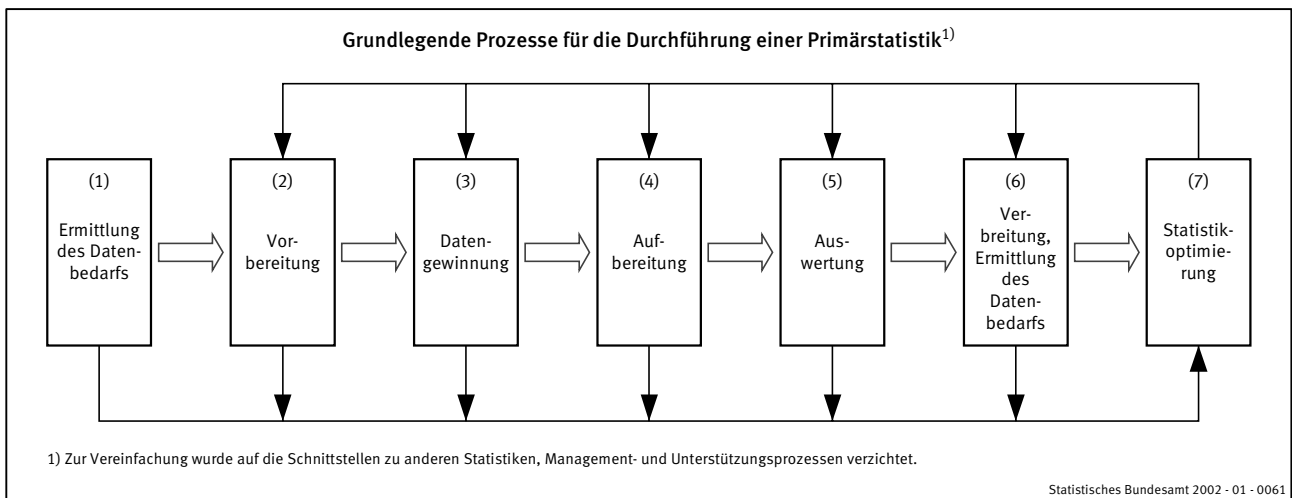 Grundlegende Prozesse für die Durchführung einer Primärstatistik1)
(1)
Ermittlung
des Daten-
bedarfs
(2)
Vor-
bereitung
(3)
Daten-
gewinnung
(4)
Auf-
bereitung
(5)
Aus-
wertung
(6)
Ver-
breitung,
Ermittlung
des
Daten-
bedarfs
(7)
Statistik-
optimie-
rung
1) Zur Vereinfachung wurde auf die Schnittstellen zu anderen Statistiken, Management- und Unterstützungsprozessen verzichtet.
Statistisches Bundesamt 2002 - 01 - 0061